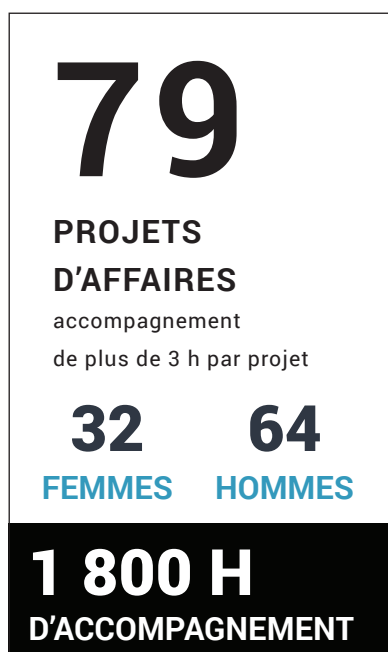 79
PROJETS
D’AFFAIRES
accompagnement
de plus de 3 h par projet
32 64
FEMMES HOMMES
1 800 H
D’ACCOMPAGNEMENT